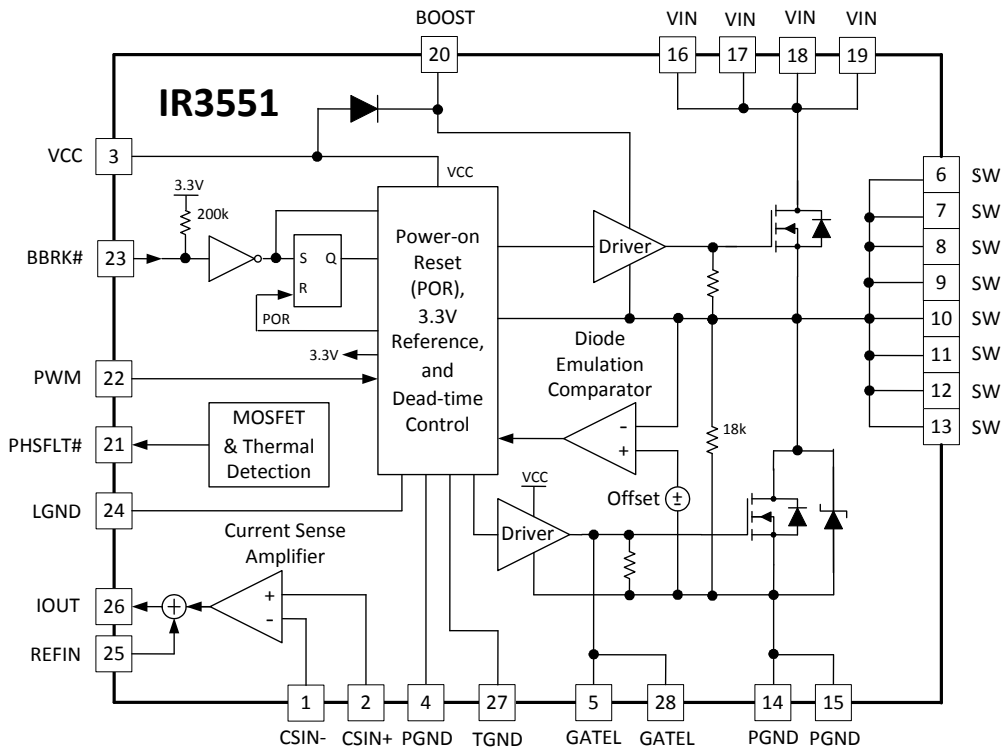 BOOST
VIN
VIN
VIN
VIN
20
16
17
18
19
IR3551
VCC
3
VCC
3.3V
200k
BBRK#
23
S
Q
R
POR
3.3V
Power-on
Reset
(POR),
3.3V
Reference,
and
Dead-time
Control
Driver
6
SW
7
SW
8
SW
9
SW
10
SW
11
SW
12
SW
13
SW
PWM
22
Diode
Emulation
Comparator
-
+
18k
PHSFLT#
21
MOSFET
& Thermal
Detection
LGND
24
VCC
Driver
Offset
±
Current Sense
Amplifier
IOUT
26
+
+
-
REFIN
25
1
2
4
27
5
28
14
15
CSIN-
CSIN+
PGND
TGND
GATEL
GATEL
PGND
PGND